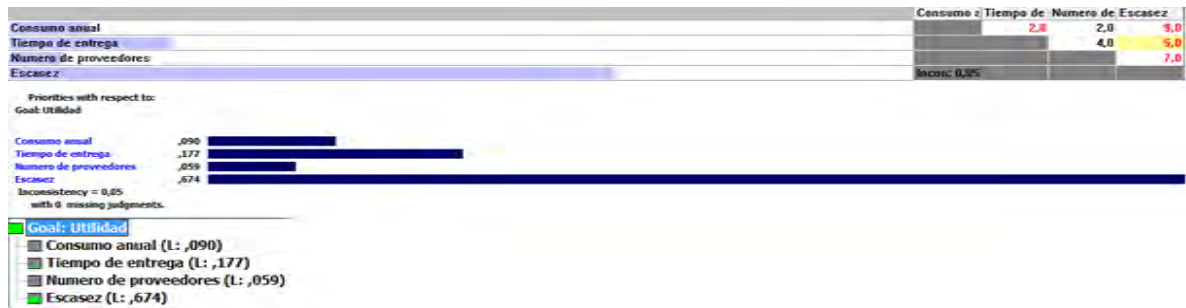 Consumo a Tiempo de Numero de Escasez
Consumo anual 2,0 2,0 9,0
Tiempo de entrega 4,0 5,0
Numero de proveedores 7,0
Escasez Incon: 0,05
Priorities with respect to:
Goal: Utilidad
Consumo anual ,090
Tiempo de entrega ,177
Numero de proveedores ,059
Escasez ,674
Inconsistency = 0,05
with 0 missing judgments.
Goal: Utilidad
Consumo anual (L: ,090)
Tiempo de entrega (L: ,177)
Numero de proveedores (L: ,059)
Escasez (L: ,674)